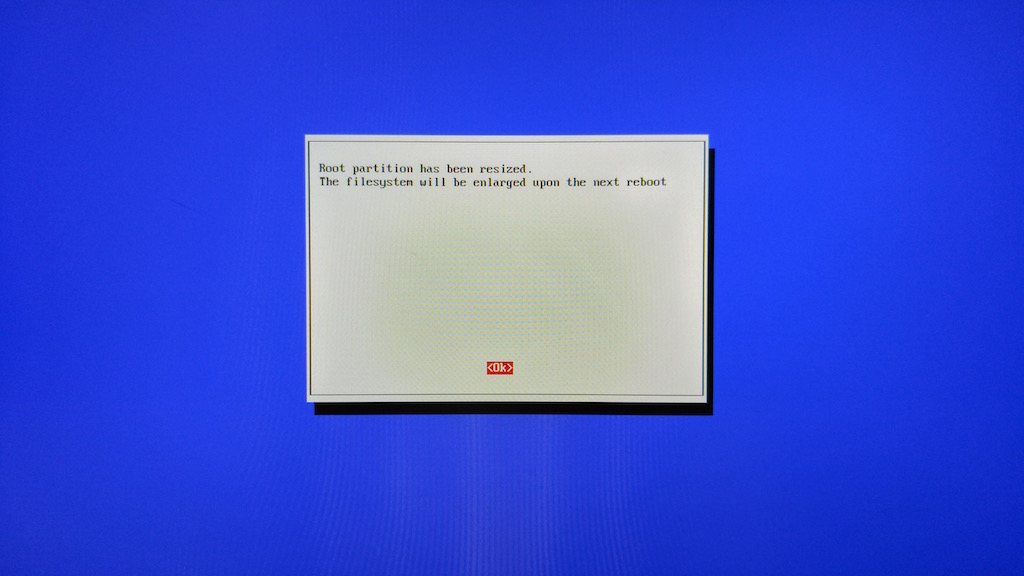 Root partition has been resized.
The filesystem will be enlarged upon the next reboot
<Ok>